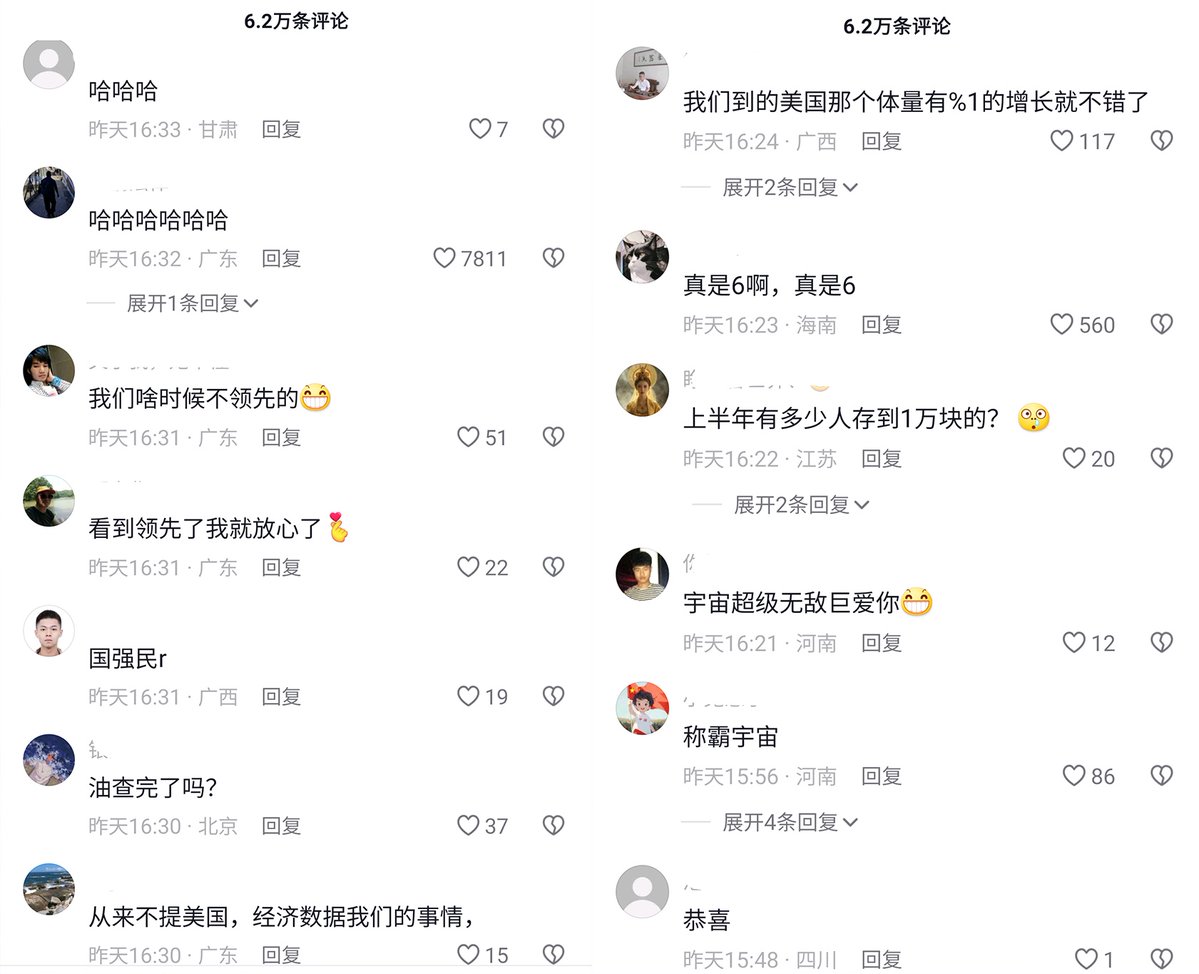 6.2万条评论
哈哈哈
昨天16:33 · 甘肃 回复 7
哈哈哈哈哈哈
昨天16:32 · 广东 回复 7811
展开1条回复
我们啥时候不领先的😁
昨天16:31 · 广东 回复 51
看到领先了我就放心了🫰
昨天16:31 · 广东 回复 22
国强民r
昨天16:31 · 广西 回复 19
油查完了吗？
昨天16:30 · 北京 回复 37
从来不提美国，经济数据我们的事情，
昨天16:30 · 广东 回复 15
6.2万条评论
我们到的美国那个体量有%1的增长就不错了
昨天16:24 · 广西 回复 117
展开2条回复
真是6啊，真是6
昨天16:23 · 海南 回复 560
上半年有多少人存到1万块的？
昨天16:22 · 江苏 回复 20
展开2条回复
宇宙超级无敌巨爱你😁
昨天16:21 · 河南 回复 12
称霸宇宙
昨天15:56 · 河南 回复 86
展开4条回复
恭喜
昨天15:48 · 四川 回复 1